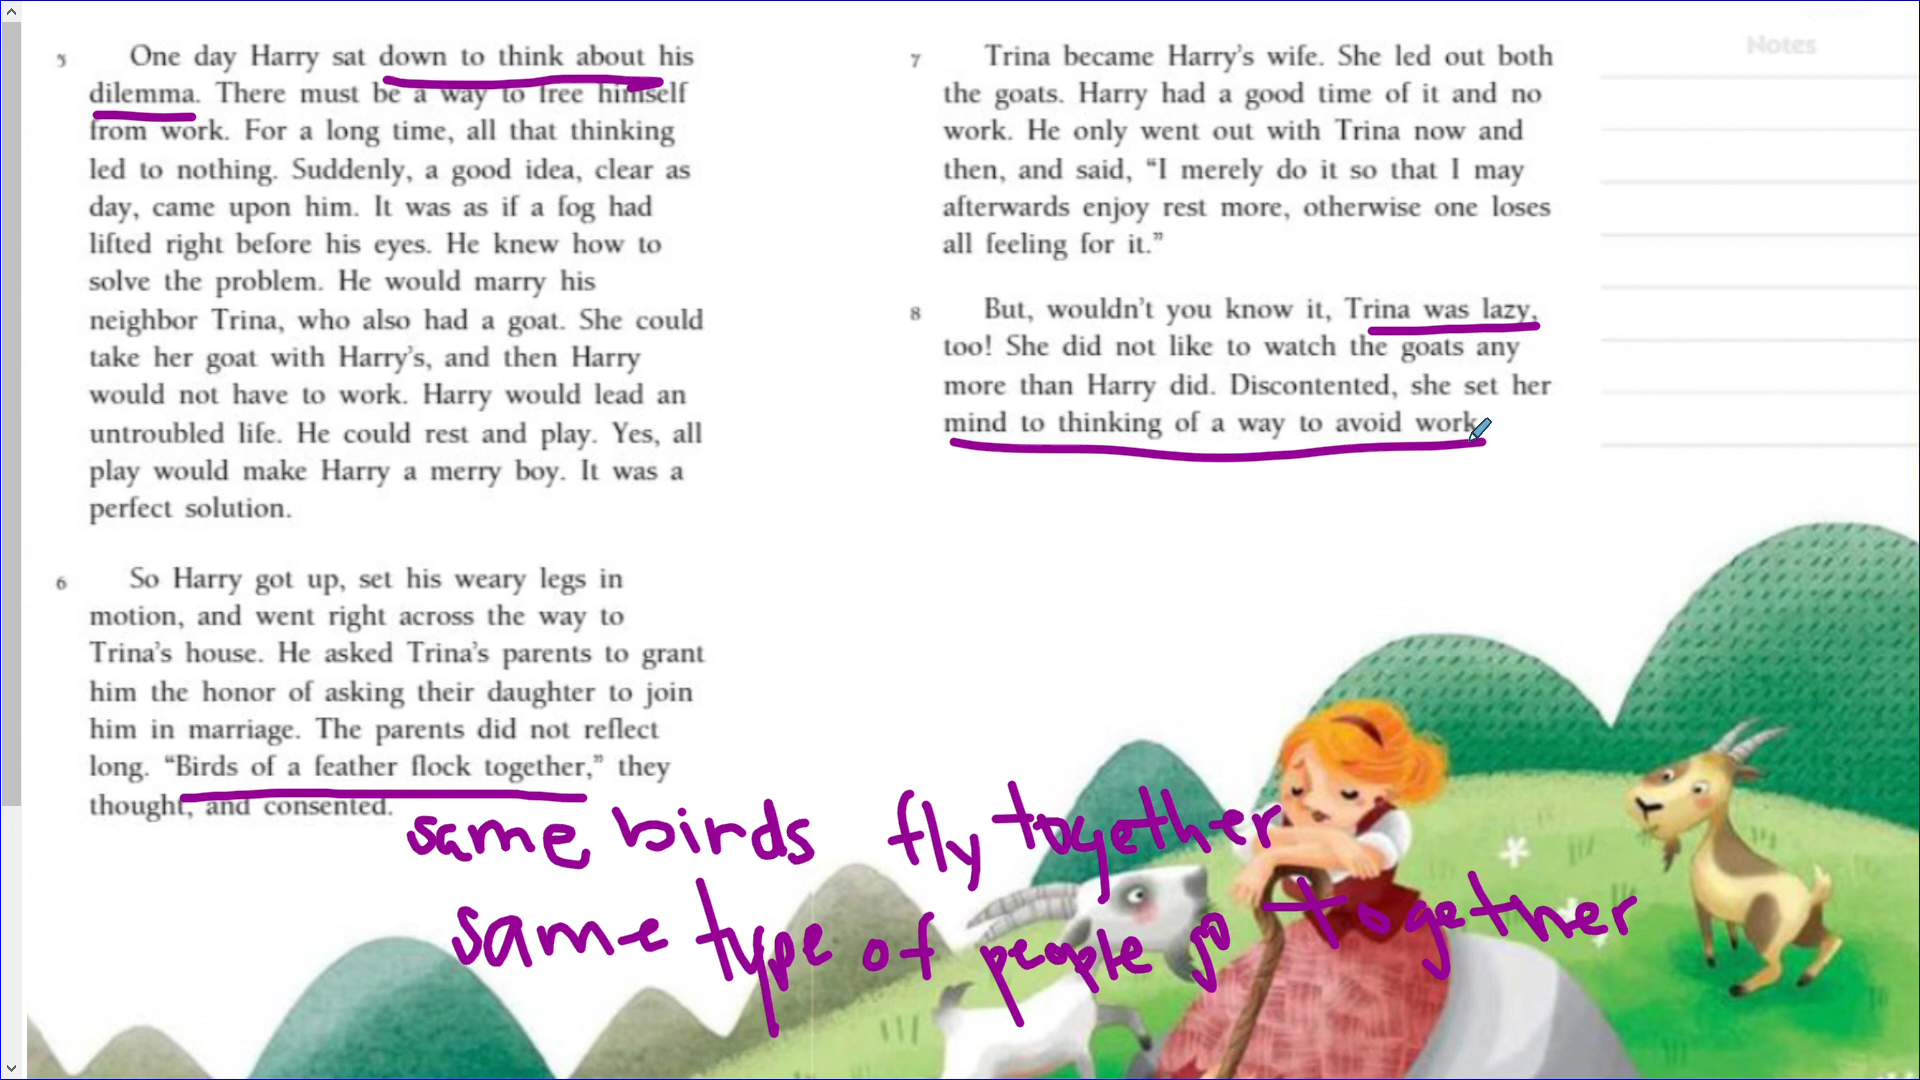 5 One day Harry sat down to think about his
dilemma. There must be a way to free himself
from work. For a long time, all that thinking
led to nothing. Suddenly, a good idea, clear as
day, came upon him. It was as if a fog had
lifted right before his eyes. He knew how to
solve the problem. He would marry his
neighbor Trina, who also had a goat. She could
take her goat with Harry's, and then Harry
would not have to work. Harry would lead an
untroubled life. He could rest and play. Yes, all
play would make Harry a merry boy. It was a
perfect solution.
6 So Harry got up, set his weary legs in
motion, and went right across the way to
Trina's house. He asked Trina's parents to grant
him the honor of asking their daughter to join
him in marriage. The parents did not reflect
long. “Birds of a feather flock together,” they
thought, and consented.
7 Trina became Harry's wife. She led out both
the goats. Harry had a good time of it and no
work. He only went out with Trina now and
then, and said, “I merely do it so that I may
afterwards enjoy rest more, otherwise one loses
all feeling for it.”
8 But, wouldn't you know it, Trina was lazy,
too! She did not like to watch the goats any
more than Harry did. Discontented, she set her
mind to thinking of a way to avoid work.
Notes
same birds fly together
same type of people go together